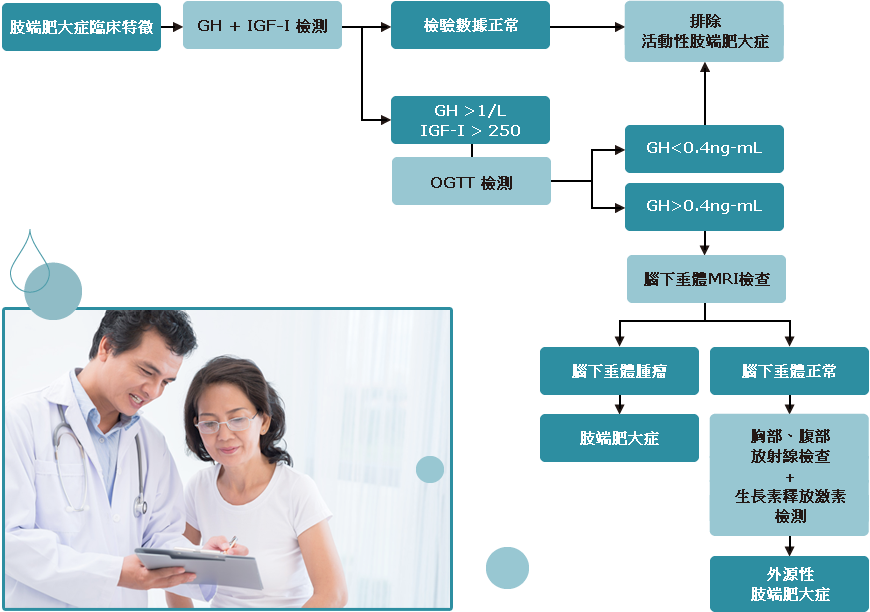 肢端肥大症臨床特徵
GH + IGF-I 檢測
檢驗數據正常
排除
活動性肢端肥大症
GH >1/L
IGF-I > 250
OGTT 檢測
GH<0.4ng-mL
GH>0.4ng-mL
腦下垂體MRI檢查
腦下垂體腫瘤
腦下垂體正常
肢端肥大症
胸部、腹部
放射線檢查
+
生長素釋放激素
檢測
外源性
肢端肥大症